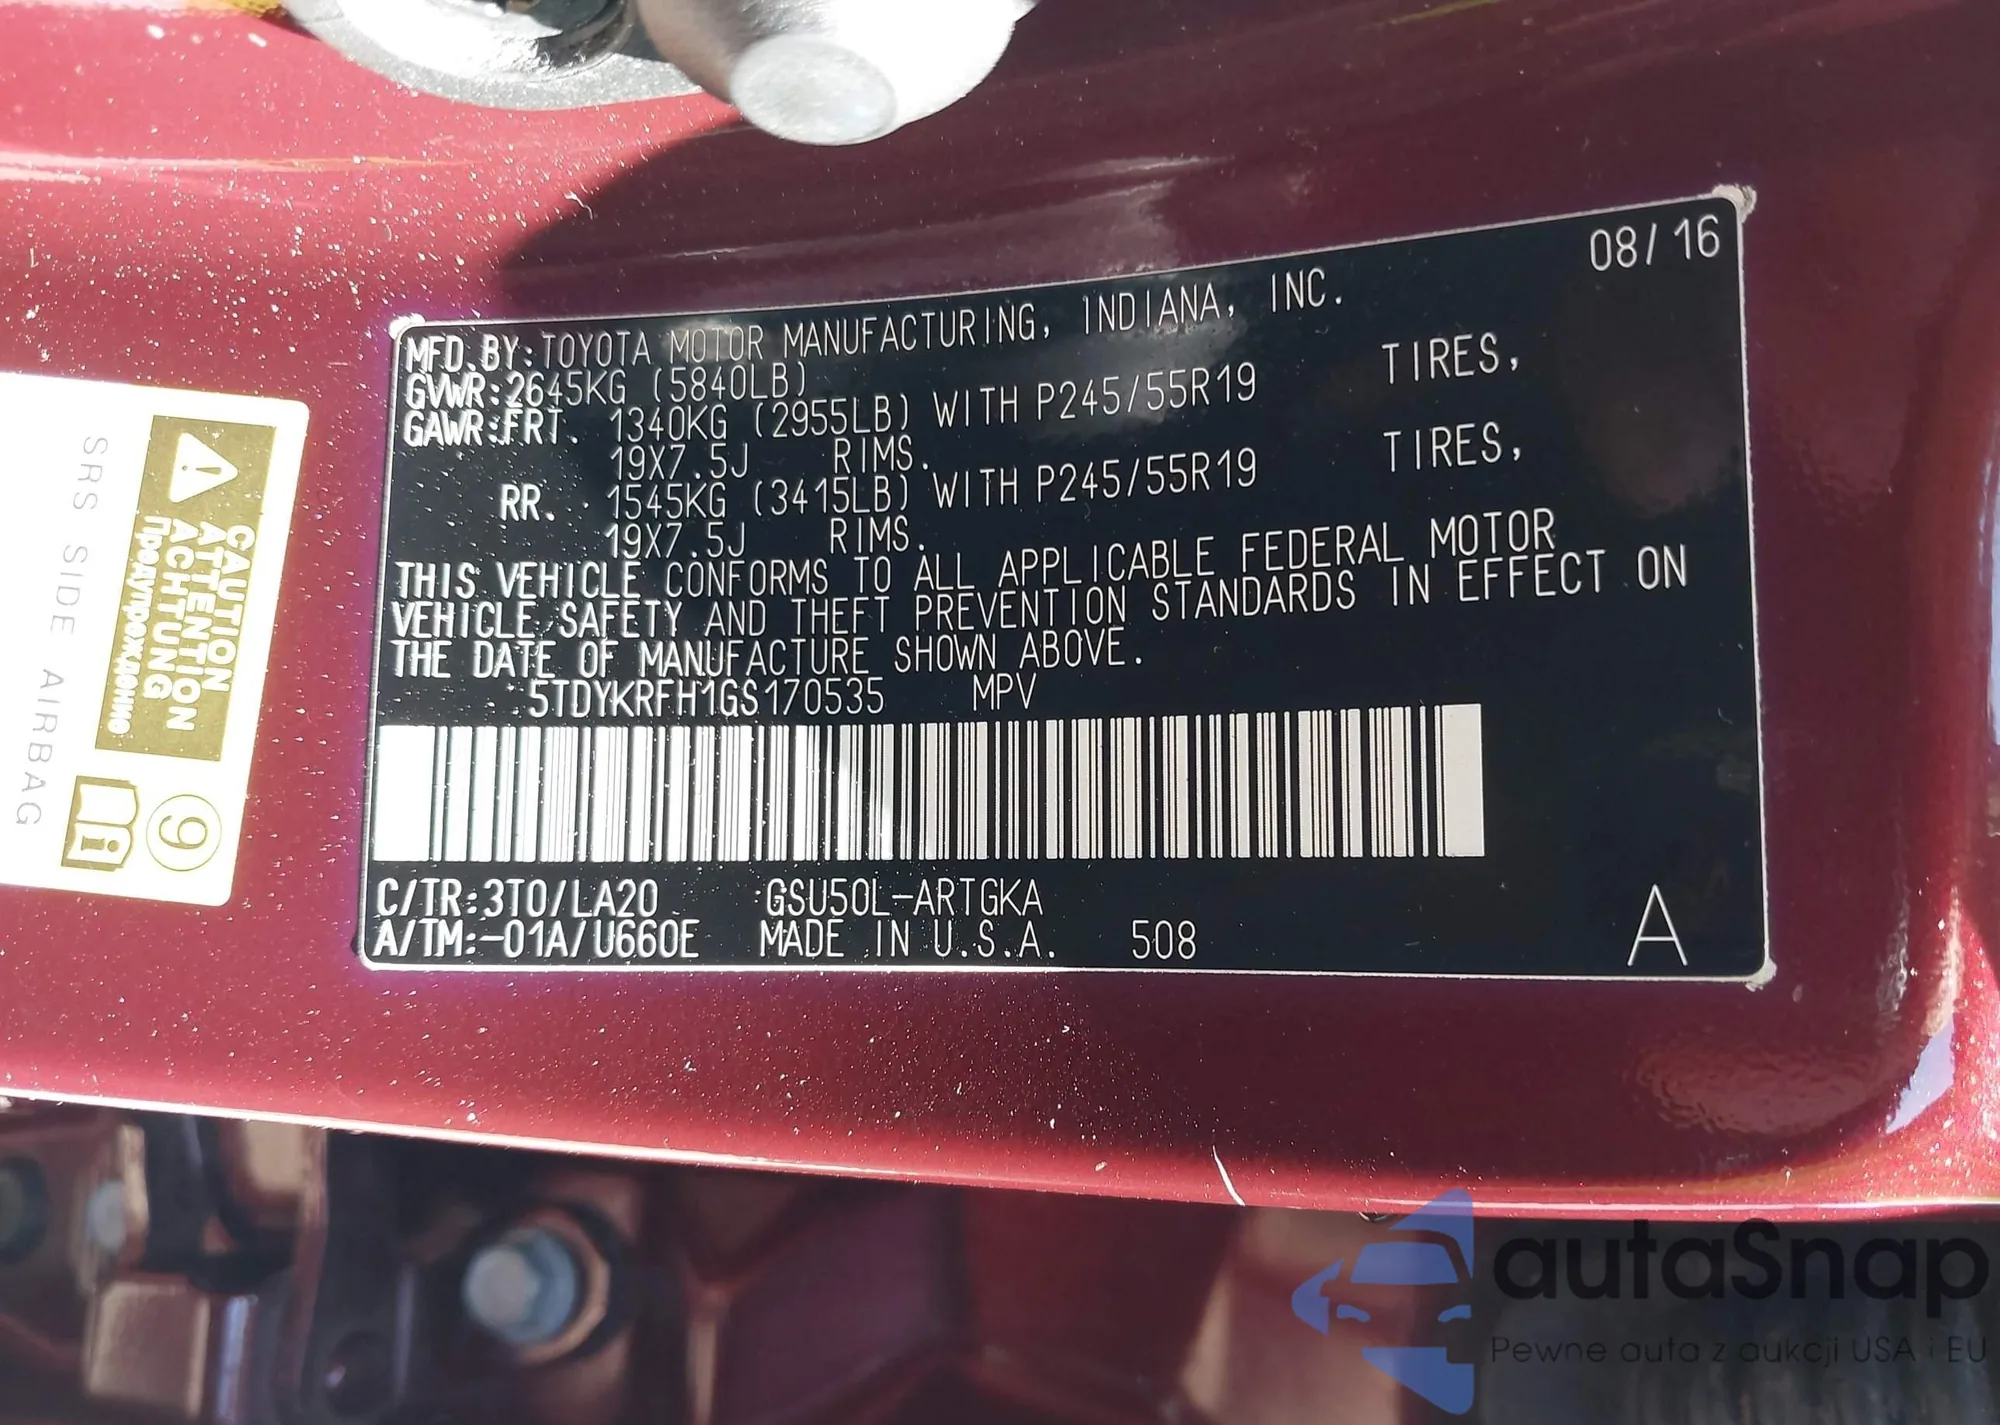 08/16
MFD.BY:TOYOTA MOTOR MANUFACTURING, INDIANA, INC.
GVWR:2645KG (5840LB)
GAWR:FRT. 1340KG (2955LB) WITH P245/55R19 TIRES,
19X7.5J RIMS.
RR. 1545KG (3415LB) WITH P245/55R19 TIRES,
19X7.5J RIMS.
THIS VEHICLE CONFORMS TO ALL APPLICABLE FEDERAL MOTOR
VEHICLE SAFETY AND THEFT PREVENTION STANDARDS IN EFFECT ON
THE DATE OF MANUFACTURE SHOWN ABOVE.
5TDYKRFH1GS170535 MPV
C/TR:3T0/LA20 GSU50L-ARTGKA
A/TM:-01A/U660E MADE IN U.S.A. 508
A
CAUTION
ATTENTION
ACHTUNG
Предупреждение
SRS SIDE AIRBAG
9
i
autaSnap
Pewne auta z aukcji USA i EU